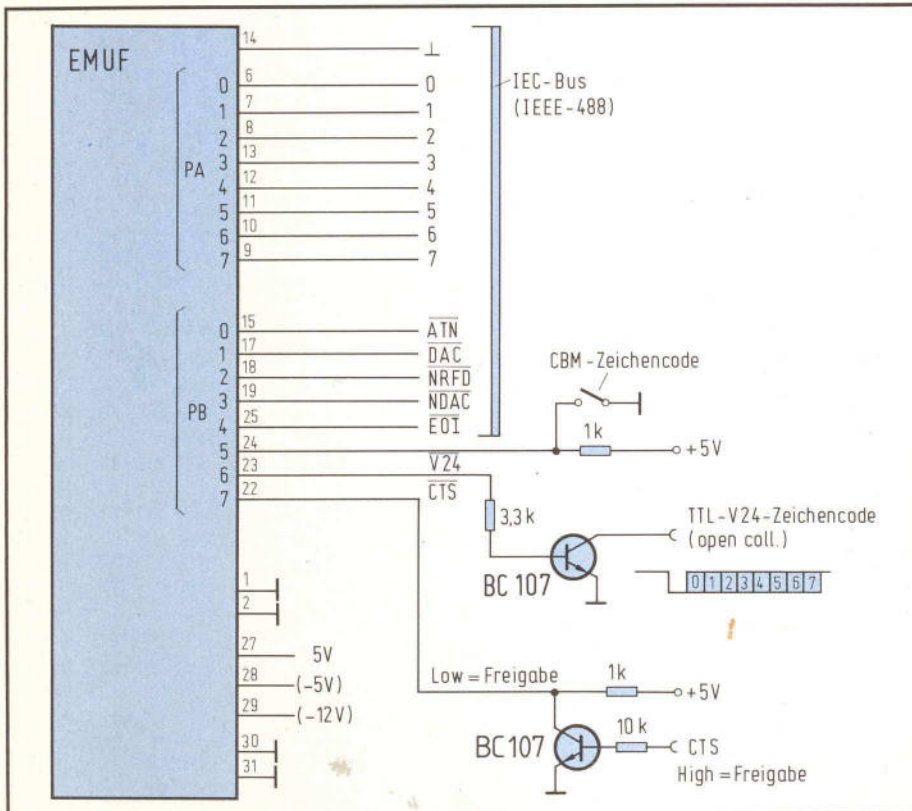 EMUF
14 ⊥
PA
0 6 0
1 7 1
2 8 2
3 13 3
4 12 4
5 11 5
6 10 6
7 9 7
IEC-Bus
(IEEE-488)
PB
0 15 ATN
1 17 DAC
2 18 NRFD
3 19 NDAC
4 25 EOI
5 24
6 23 V24
7 22 CTS
CBM-Zeichencode
1k
+5V
3,3 k
BC 107
TTL-V24-Zeichencode
(open coll.)
0 1 2 3 4 5 6 7
1
2
27 5V
28 (-5V)
29 (-12V)
30
31
Low = Freigabe
1k
+5V
BC107
10 k
CTS
High = Freigabe